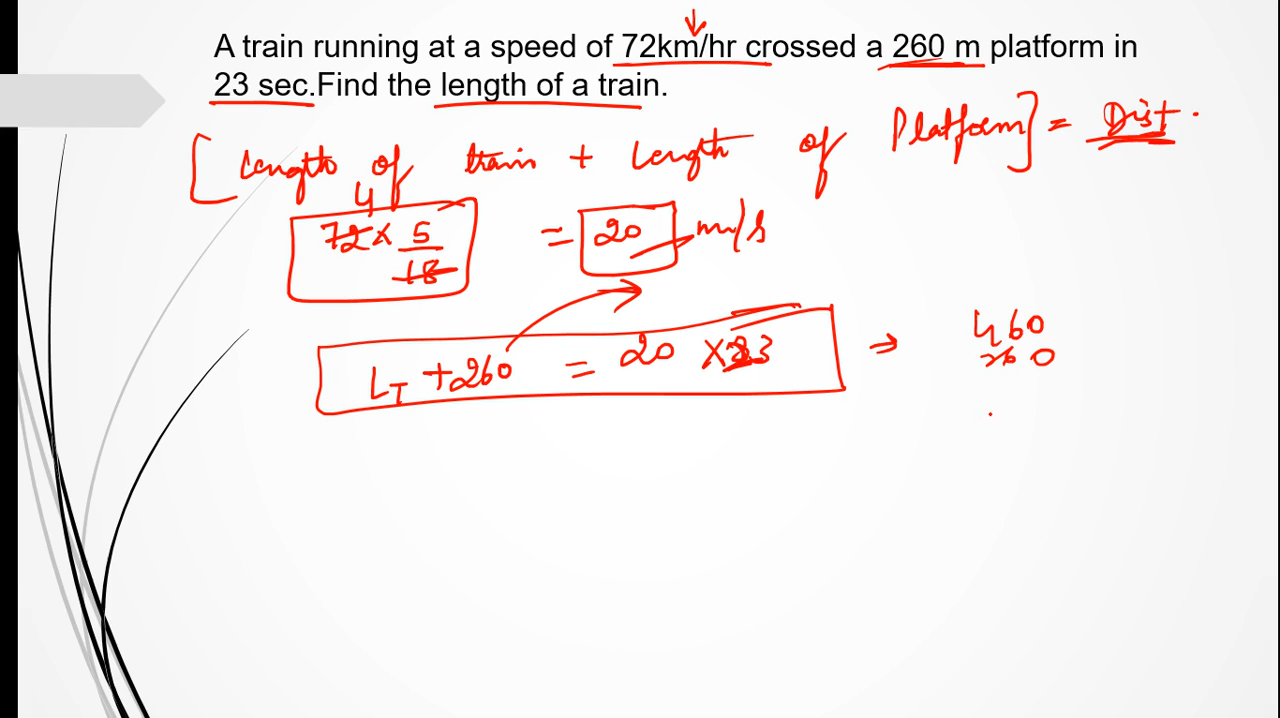 A train running at a speed of 72km/hr crossed a 260 m platform in
23 sec.Find the length of a train.
[Length of train + Length of Platform] = Dist.
4
72 x 5/18 = 20 m/s
L_T + 260 = 20 x 23 ⇒ 460
260